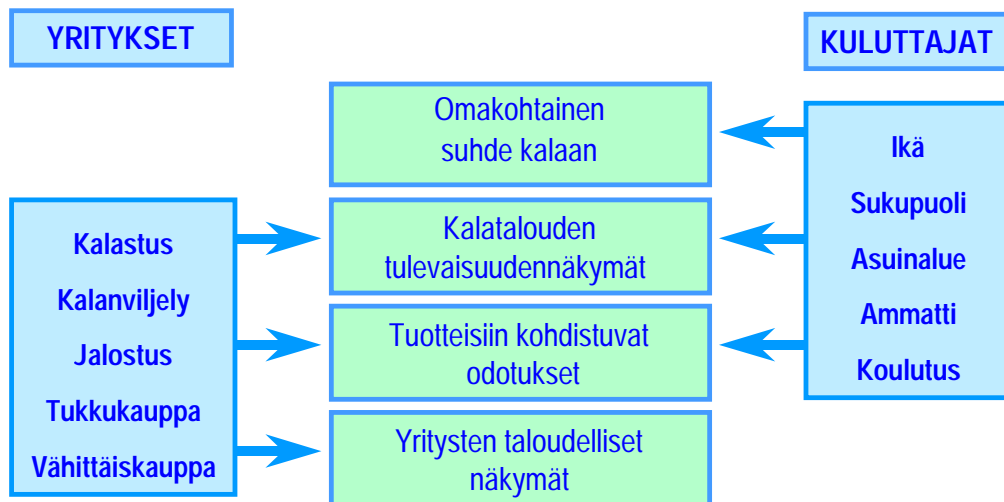 YRITYKSET
KULUTTAJAT
Omakohtainen
suhde kalaan
Kalatalouden
tulevaisuudennäkymät
Tuotteisiin kohdistuvat
odotukset
Yritysten taloudelliset
näkymät
Kalastus
Kalanviljely
Jalostus
Tukkukauppa
Vähittäiskauppa
Ikä
Sukupuoli
Asuinalue
Ammatti
Koulutus